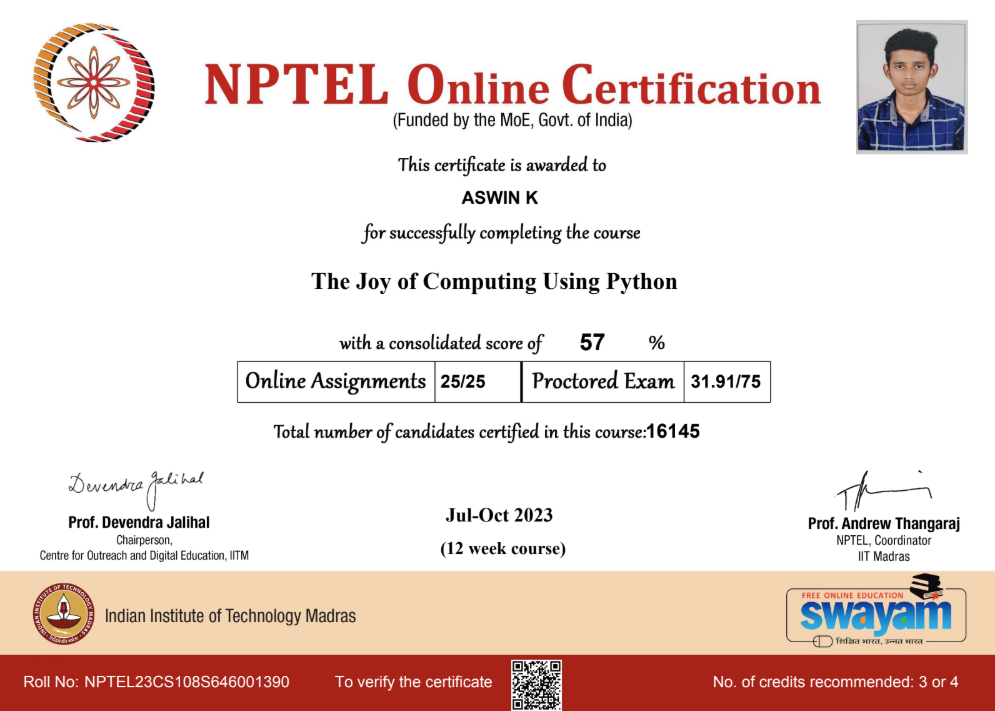 NPTEL Online Certification
(Funded by the MoE, Govt. of India)
This certificate is awarded to
ASWIN K
for successfully completing the course
The Joy of Computing Using Python
with a consolidated score of 57 %
Online Assignments 25/25 Proctored Exam 31.91/75
Total number of candidates certified in this course:16145
Devendra Jalihal
Prof. Devendra Jalihal
Chairperson,
Centre for Outreach and Digital Education, IITM
Jul-Oct 2023
(12 week course)
Prof. Andrew Thangaraj
NPTEL, Coordinator
IIT Madras
INDIAN INSTITUTE OF TECHNOLOGY MADRAS
Indian Institute of Technology Madras
FREE ONLINE EDUCATION
swayam
शिक्षित भारत, उन्नत भारत
Roll No: NPTEL23CS108S646001390
To verify the certificate
No. of credits recommended: 3 or 4